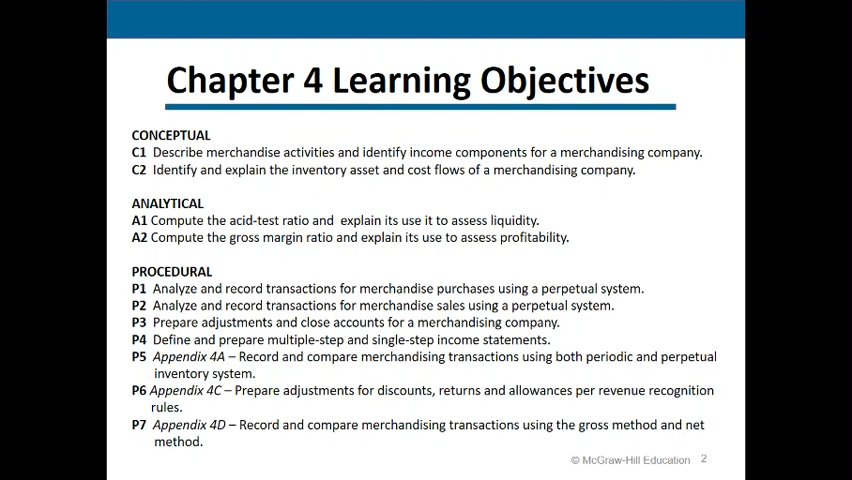 Chapter 4 Learning Objectives
CONCEPTUAL
C1 Describe merchandise activities and identify income components for a merchandising company.
C2 Identify and explain the inventory asset and cost flows of a merchandising company.
ANALYTICAL
A1 Compute the acid-test ratio and explain its use it to assess liquidity.
A2 Compute the gross margin ratio and explain its use to assess profitability.
PROCEDURAL
P1 Analyze and record transactions for merchandise purchases using a perpetual system.
P2 Analyze and record transactions for merchandise sales using a perpetual system.
P3 Prepare adjustments and close accounts for a merchandising company.
P4 Define and prepare multiple-step and single-step income statements.
P5 Appendix 4A – Record and compare merchandising transactions using both periodic and perpetual
inventory system.
P6 Appendix 4C – Prepare adjustments for discounts, returns and allowances per revenue recognition
rules.
P7 Appendix 4D – Record and compare merchandising transactions using the gross method and net
method.
© McGraw-Hill Education 2